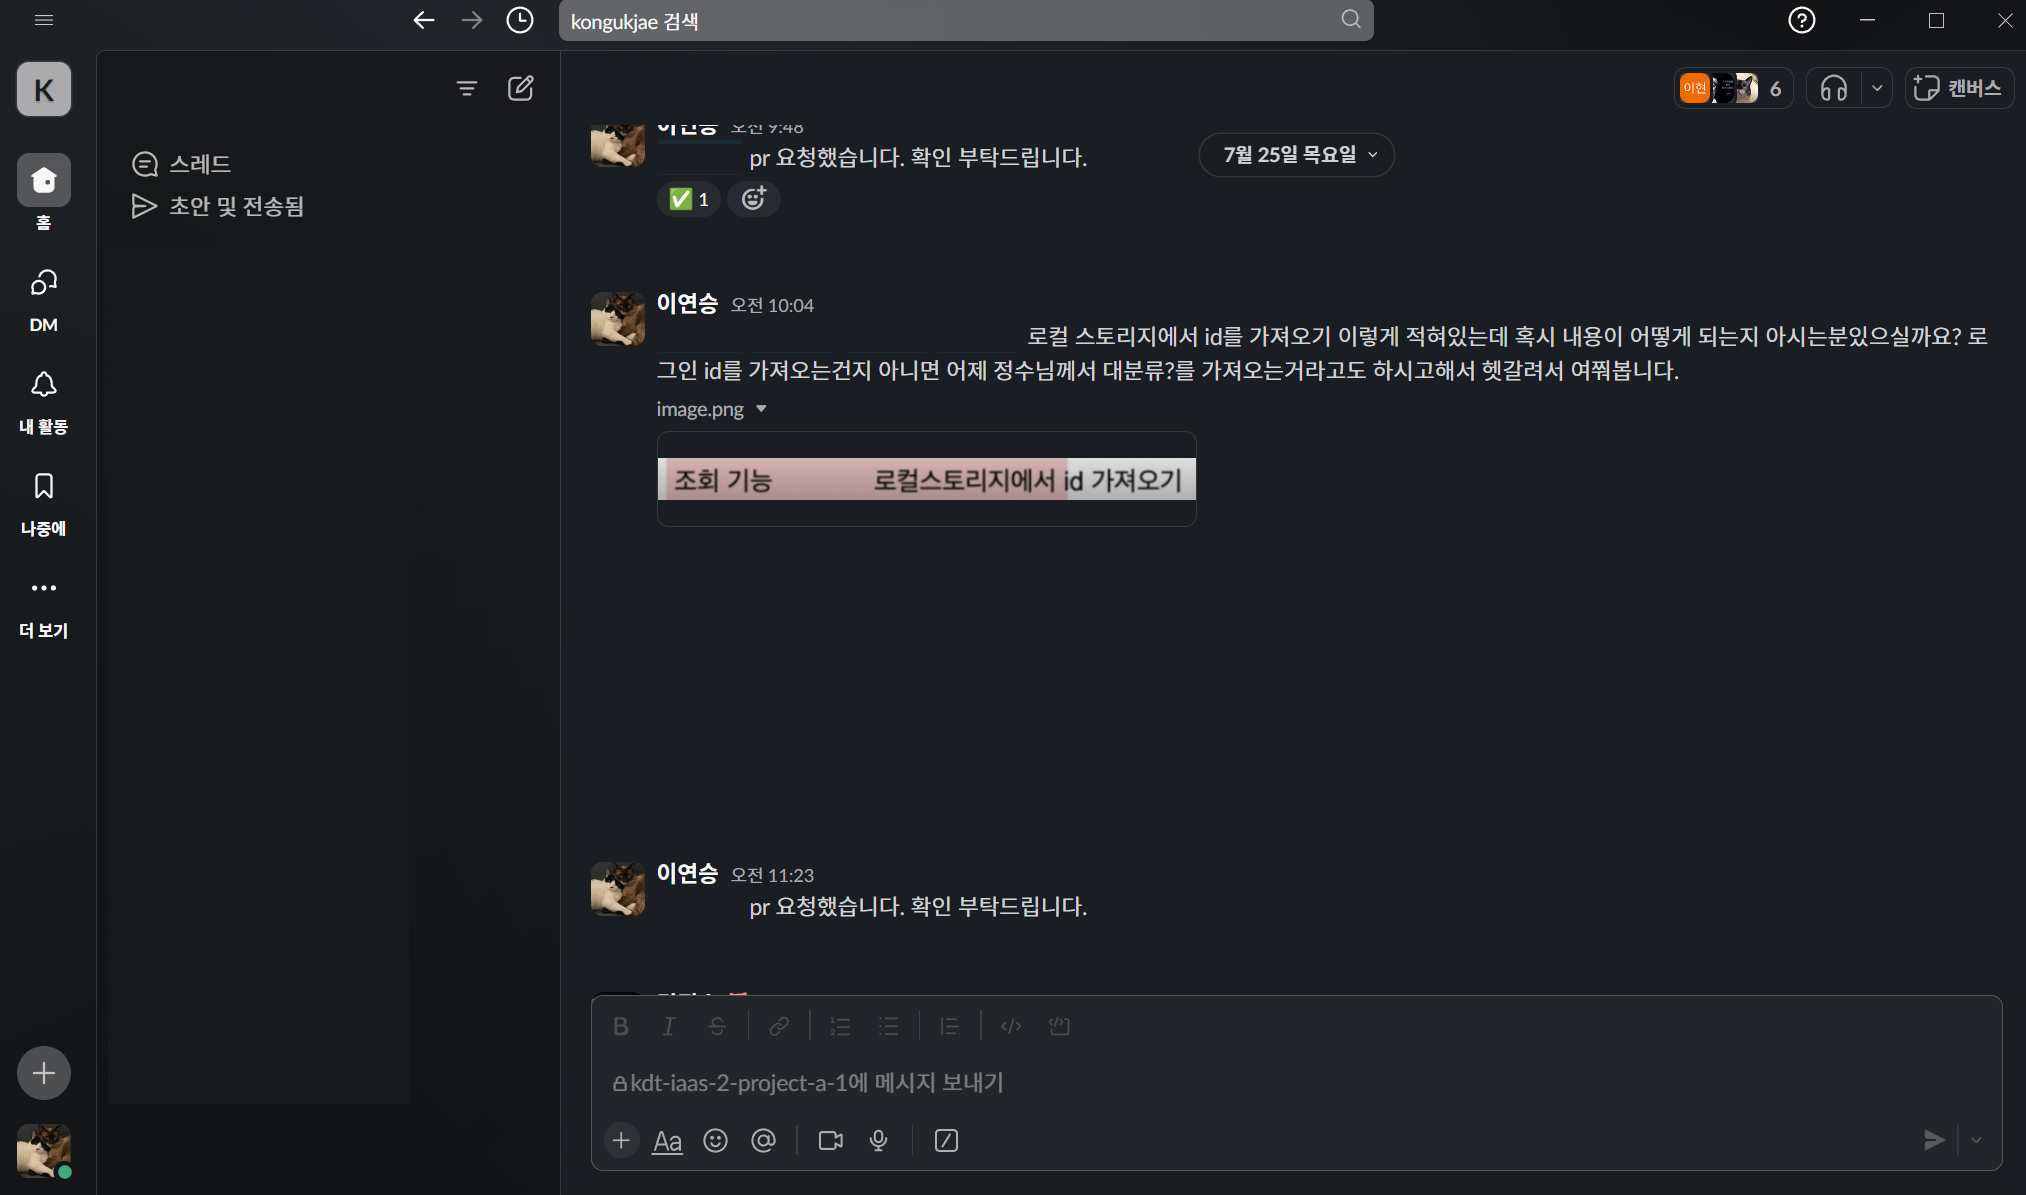 kongukjae 검색
K
홈
DM
내 활동
나중에
더 보기
스레드
초안 및 전송됨
이현
6
캔버스
이연승 오전 9:48
7월 25일 목요일
pr 요청했습니다. 확인 부탁드립니다.
1
이연승 오전 10:04
로컬 스토리지에서 id를 가져오기 이렇게 적혀있는데 혹시 내용이 어떻게 되는지 아시는분있으실까요? 로
그인 id를 가져오는건지 아니면 어제 정수님께서 대분류?를 가져오는거라고도 하시고해서 헷갈려서 여쭤봅니다.
image.png
조회 기능 로컬스토리지에서 id 가져오기
이연승 오전 11:23
pr 요청했습니다. 확인 부탁드립니다.
B I S
kdt-iaas-2-project-a-1에 메시지 보내기
Aa